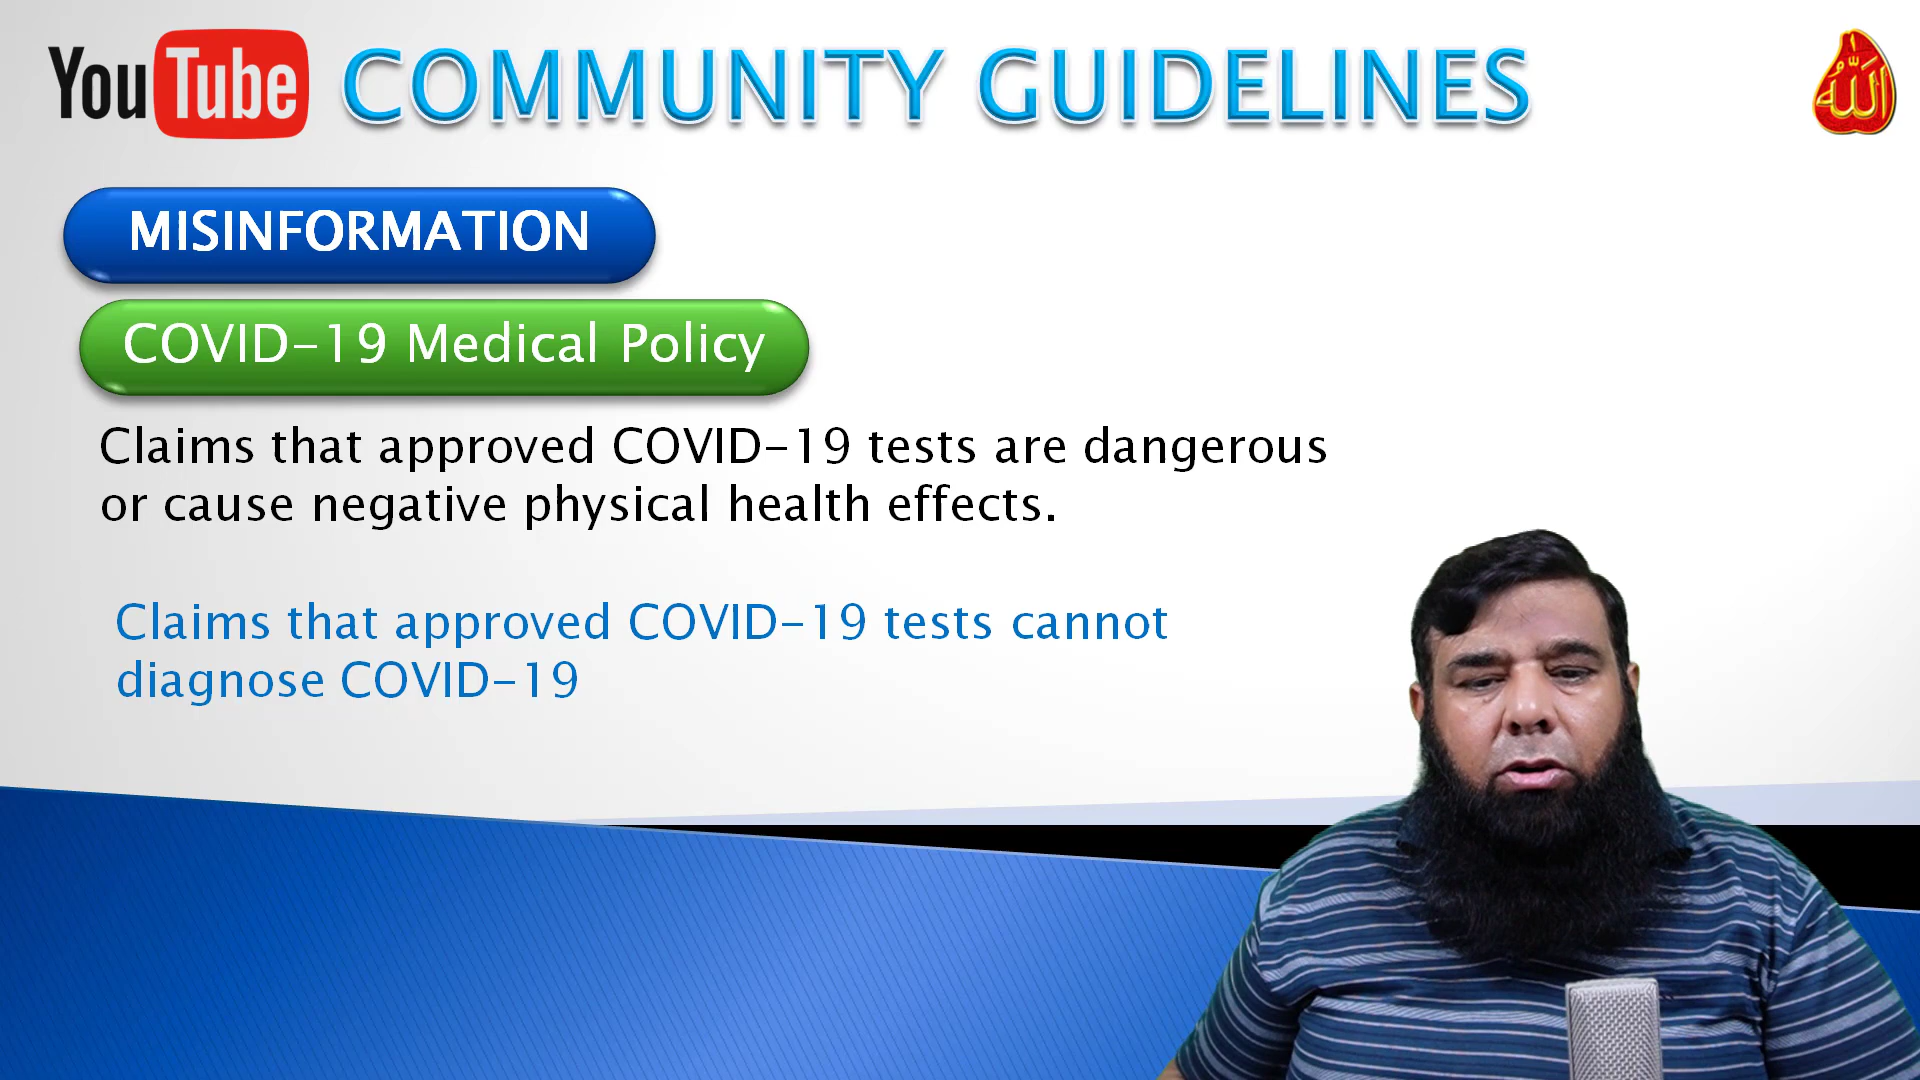 YouTube COMMUNITY GUIDELINES
الله
MISINFORMATION
COVID-19 Medical Policy
Claims that approved COVID-19 tests are dangerous
or cause negative physical health effects.
Claims that approved COVID-19 tests cannot
diagnose COVID-19